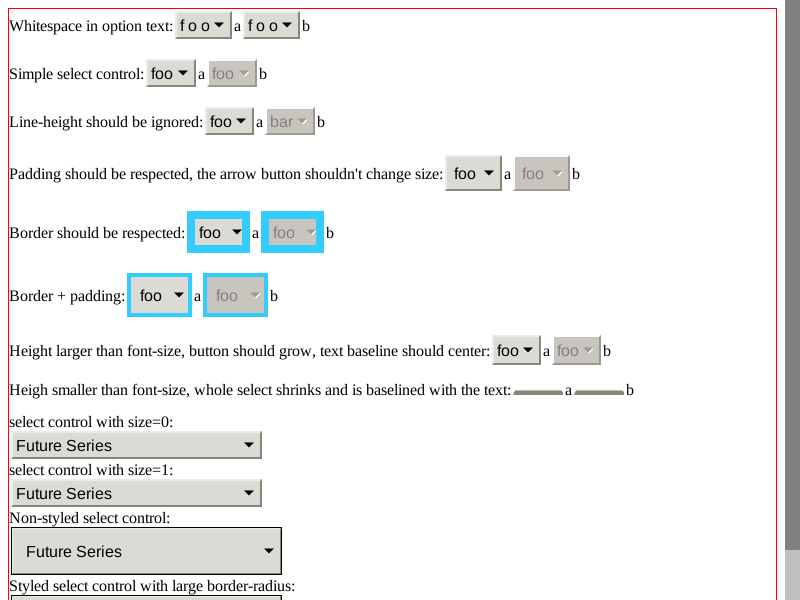 Whitespace in option text: f o o a f o o b
Simple select control: foo a foo b
Line-height should be ignored: foo a bar b
Padding should be respected, the arrow button shouldn't change size: foo a foo b
Border should be respected: foo a foo b
Border + padding: foo a foo b
Height larger than font-size, button should grow, text baseline should center: foo a foo b
Heigh smaller than font-size, whole select shrinks and is baselined with the text: a b
select control with size=0:
Future Series
select control with size=1:
Future Series
Non-styled select control:
Future Series
Styled select control with large border-radius: